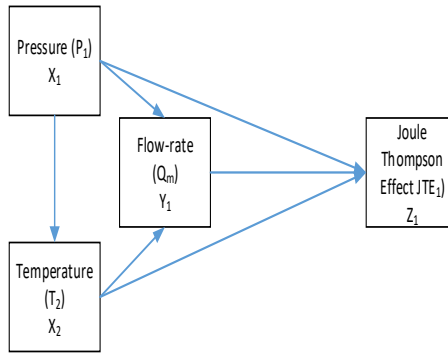 Pressure (P₁)
X₁
Flow-rate
(Qₘ)
Y₁
Joule
Thompson
Effect JTE₁)
Z₁
Temperature
(T₂)
X₂